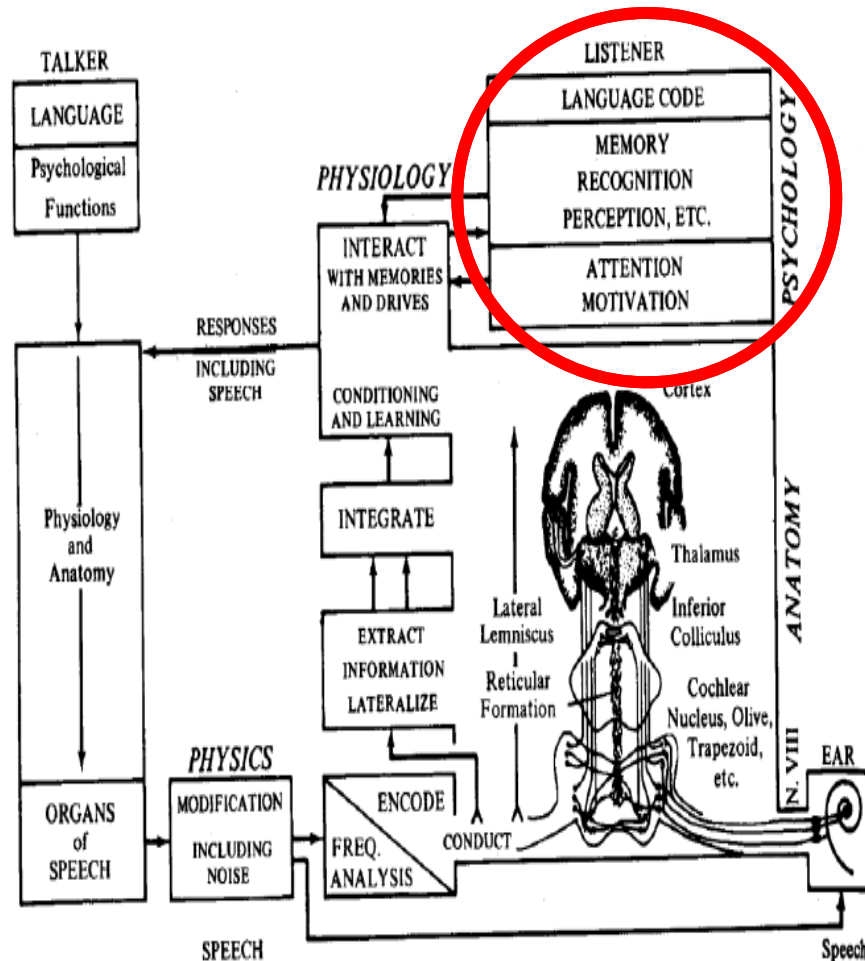 TALKER
LANGUAGE
Psychological
Functions
LISTENER
LANGUAGE CODE
MEMORY
RECOGNITION
PERCEPTION, ETC.
ATTENTION
MOTIVATION
PSYCHOLOGY
PHYSIOLOGY
INTERACT
WITH MEMORIES
AND DRIVES
RESPONSES
INCLUDING
SPEECH
CONDITIONING
AND LEARNING
INTEGRATE
EXTRACT
INFORMATION
LATERALIZE
Physiology
and
Anatomy
ORGANS
of
SPEECH
PHYSICS
MODIFICATION
INCLUDING
NOISE
ENCODE
FREQ.
ANALYSIS
CONDUCT
Lateral
Lemniscus
Reticular
Formation
Cortex
Thalamus
Inferior
Colliculus
Cochlear
Nucleus, Olive,
Trapezoid,
etc.
ANATOMY
N. VIII
EAR
SPEECH
Speech